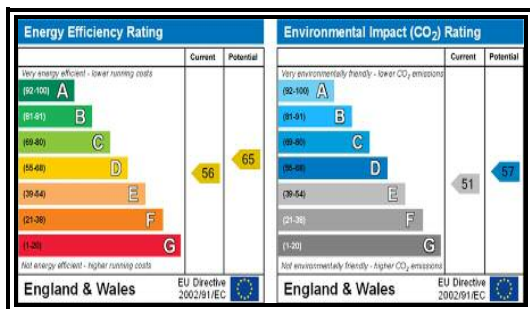 Energy Efficiency Rating
Current Potential
Very energy efficient - lower running costs
(92-100) A
(81-91) B
(69-80) C
(55-68) D
(39-54) E
(21-38) F
(1-20) G
56
65
Not energy efficient - higher running costs
England & Wales
EU Directive
2002/91/EC
Environmental Impact (CO2) Rating
Current Potential
Very environmentally friendly - lower CO2 emissions
(92-100) A
(81-91) B
(69-80) C
(55-68) D
(39-54) E
(21-38) F
(1-20) G
51
57
Not environmentally friendly - higher CO2 emissions
England & Wales
EU Directive
2002/91/EC